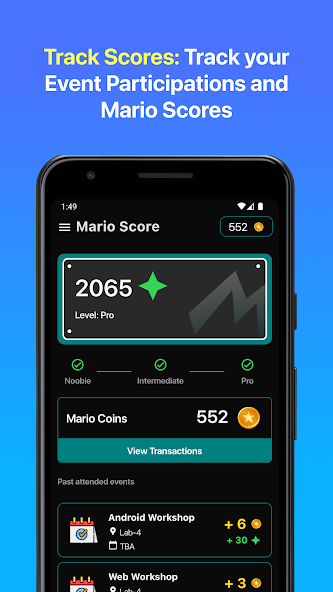 Track Scores: Track your
Event Participations and
Mario Scores
1:49
Mario Score
552
2065
Level: Pro
Noobie
Intermediate
Pro
Mario Coins
552
View Transactions
Past attended events
Android Workshop
Lab-4
TBA
+ 6
+ 30
Web Workshop
Lab-4
+ 3